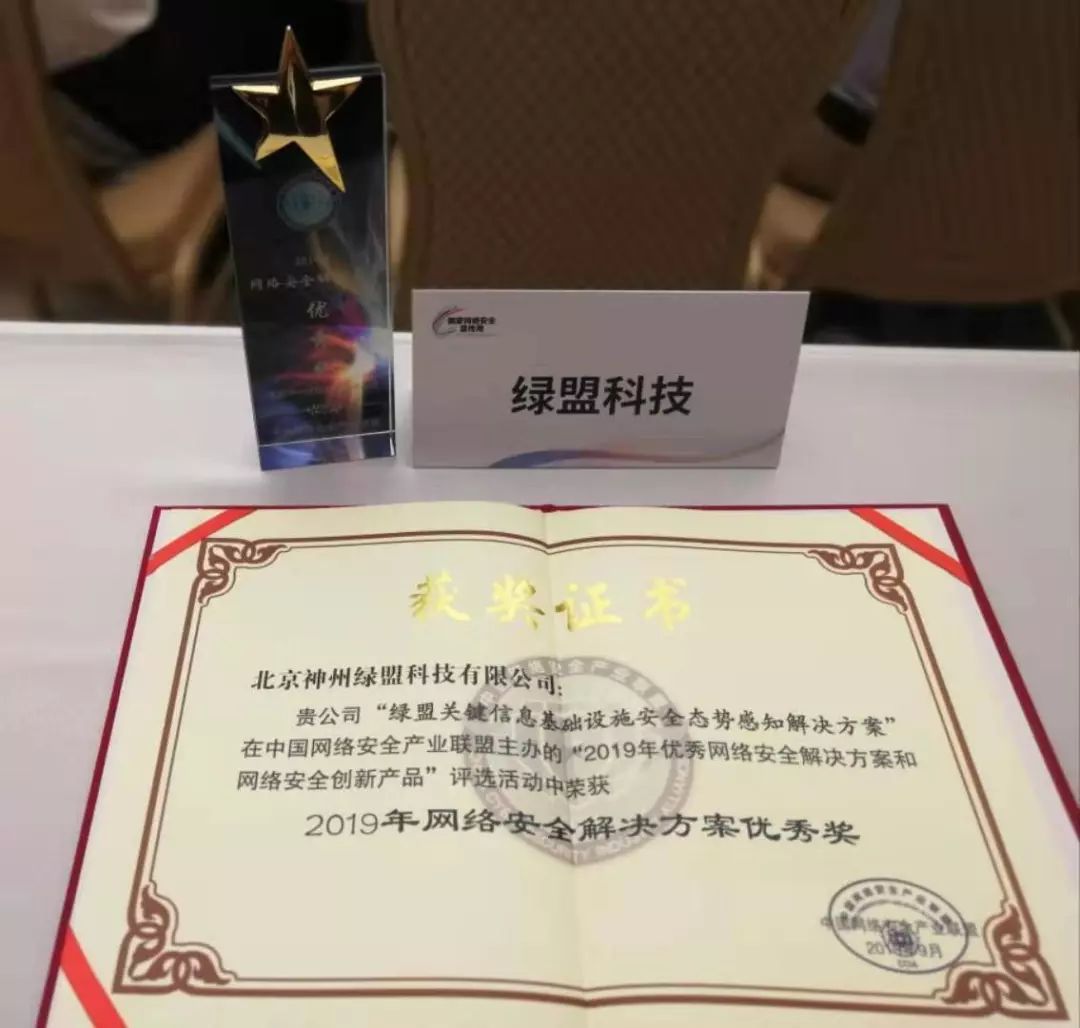 网络安全
优
国家网络安全
宣传周
绿盟科技
获奖证书
北京神州绿盟科技有限公司:
贵公司“绿盟关键信息基础设施安全态势感知解决方案”
在中国网络安全产业联盟主办的“2019年优秀网络安全解决方案和
网络安全创新产品”评选活动中荣获
2019年网络安全解决方案优秀奖
中国网络安全产业联盟
2019年9月